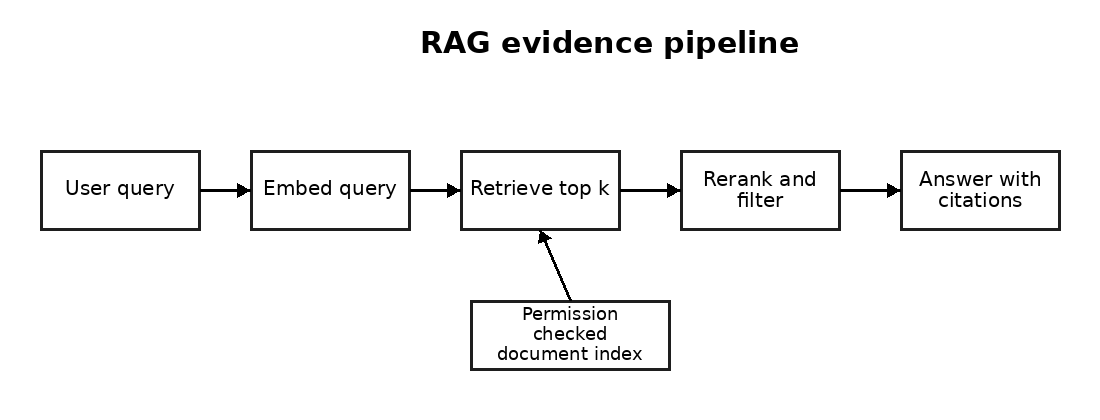 RAG evidence pipeline
User query
Embed query
Retrieve top k
Rerank and
filter
Answer with
citations
Permission
checked
document index